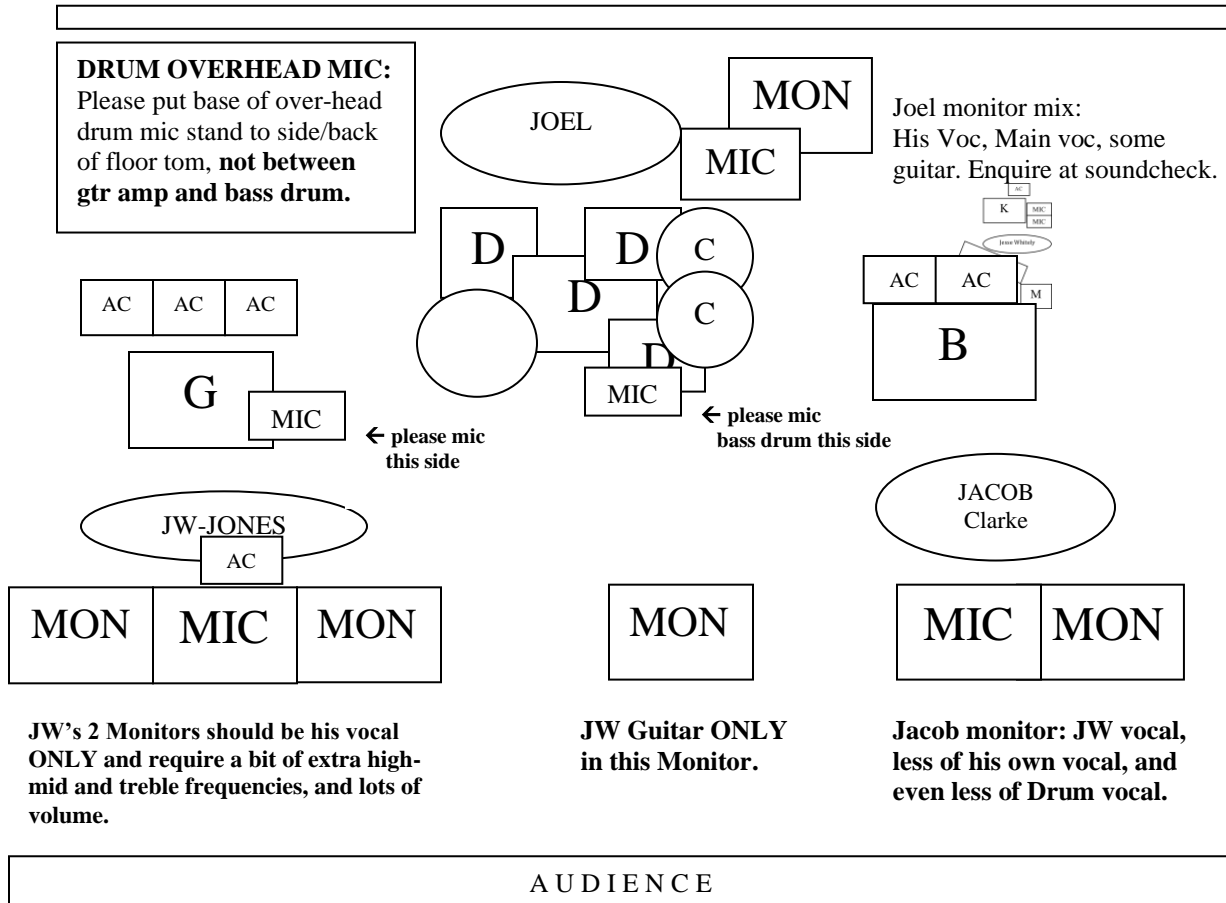 DRUM OVERHEAD MIC:
Please put base of over-head
drum mic stand to side/back
of floor tom, not between
gtr amp and bass drum.
JOEL
MON
MIC
Joel monitor mix:
His Voc, Main voc, some
guitar. Enquire at soundcheck.
AC
K
MIC
MIC
Jesse Whiteley
M
D
D
D
D
C
C
MIC
← please mic
bass drum this side
AC AC AC
G
MIC
← please mic
this side
AC AC
B
JW-JONES
AC
MON MIC MON
MON
JACOB
Clarke
MIC MON
JW's 2 Monitors should be his vocal
ONLY and require a bit of extra high-
mid and treble frequencies, and lots of
volume.
JW Guitar ONLY
in this Monitor.
Jacob monitor: JW vocal,
less of his own vocal, and
even less of Drum vocal.
AUDIENCE